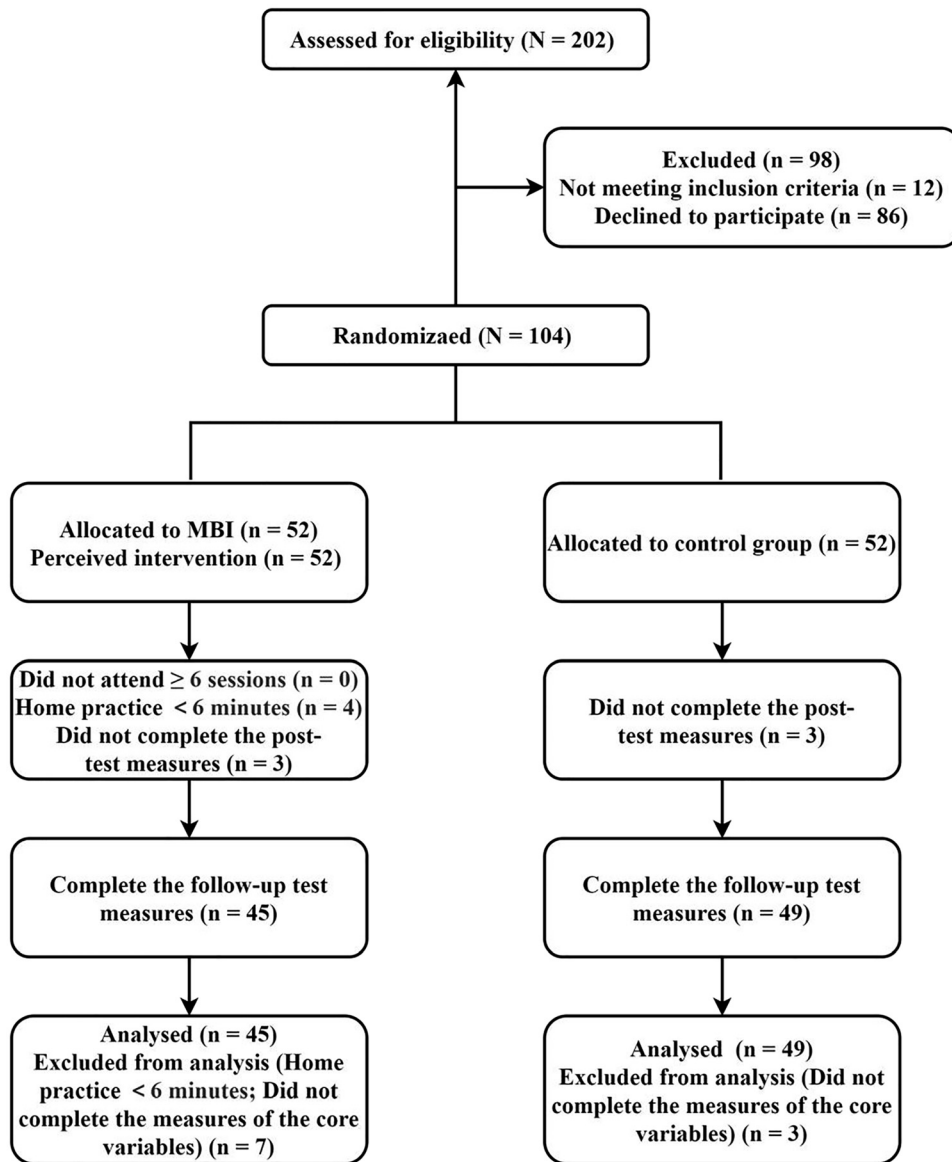 Assessed for eligibility (N = 202)
Excluded (n = 98)
Not meeting inclusion criteria (n = 12)
Declined to participate (n = 86)
Randomizaed (N = 104)
Allocated to MBI (n = 52)
Perceived intervention (n = 52)
Allocated to control group (n = 52)
Did not attend ≥ 6 sessions (n = 0)
Home practice < 6 minutes (n = 4)
Did not complete the post-
test measures (n = 3)
Did not complete the post-
test measures (n = 3)
Complete the follow-up test
measures (n = 45)
Complete the follow-up test
measures (n = 49)
Analysed (n = 45)
Excluded from analysis (Home
practice < 6 minutes; Did not
complete the measures of the core
variables) (n = 7)
Analysed (n = 49)
Excluded from analysis (Did not
complete the measures of the core
variables) (n = 3)